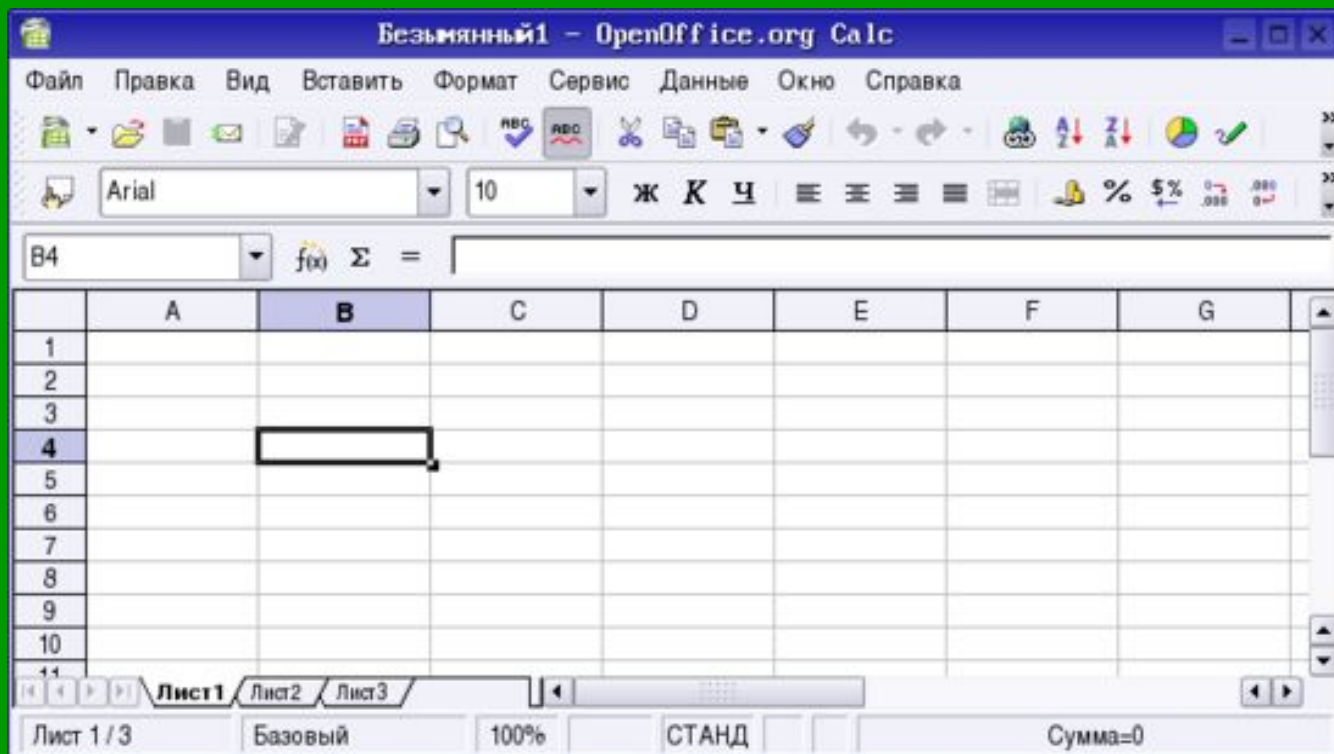 Безымянный1 - OpenOffice.org Calc
Файл Правка Вид Вставить Формат Сервис Данные Окно Справка
Arial 10 Ж К Ч % $%
B4 f(x) Σ =
A B C D E F G
1
2
3
4
5
6
7
8
9
10
11
Лист1 Лист2 Лист3
Лист 1 / 3 Базовый 100% СТАНД Сумма=0